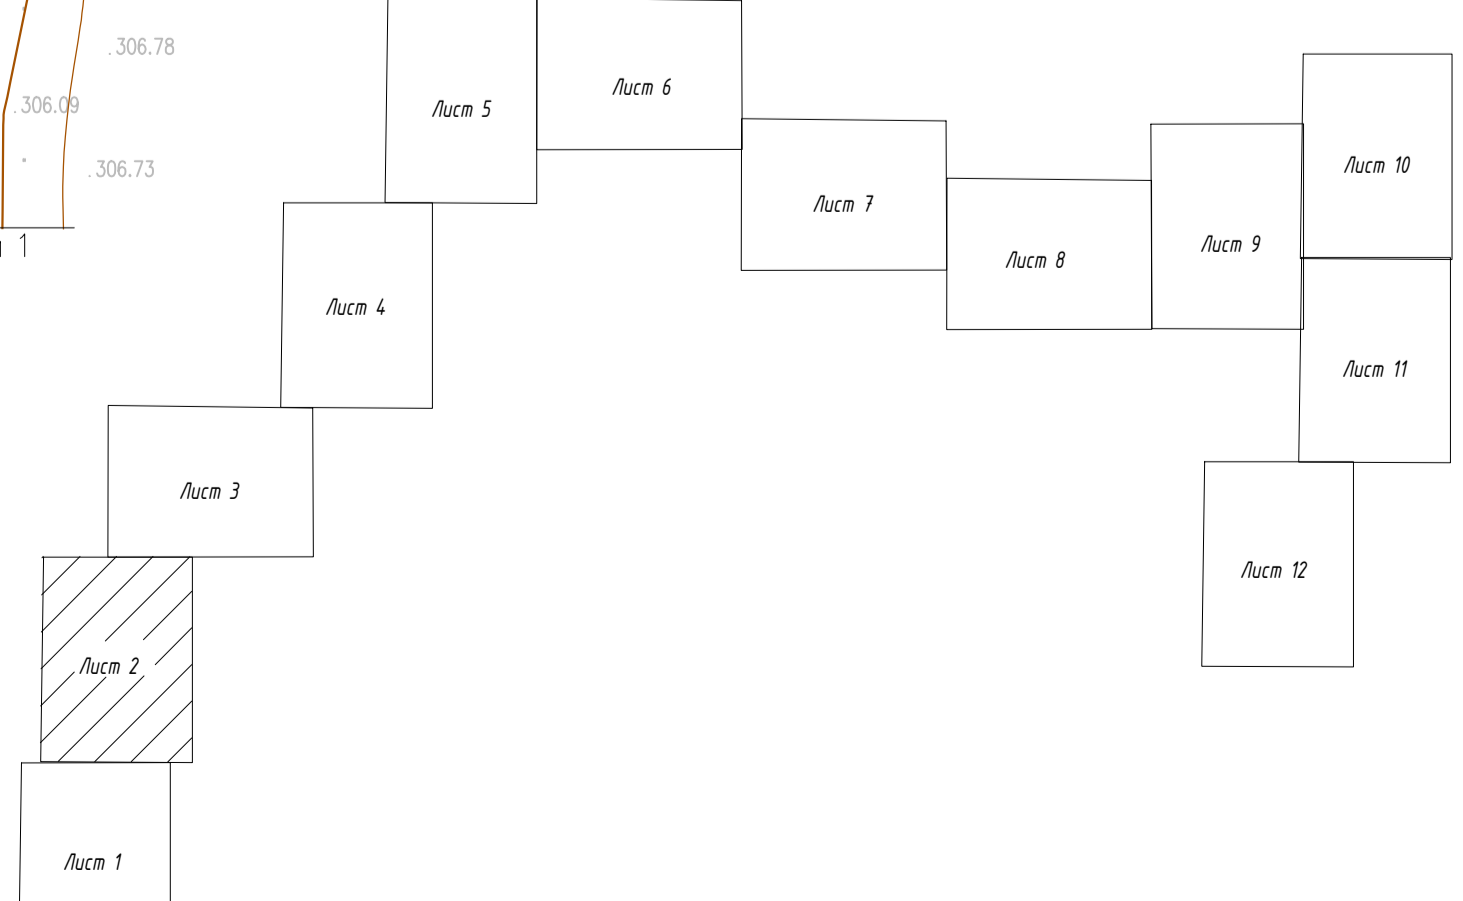 .306.78
.306.09
.306.73
1
Лист 5
Лист 6
Лист 7
Лист 8
Лист 9
Лист 10
Лист 4
Лист 11
Лист 3
Лист 12
Лист 2
Лист 1